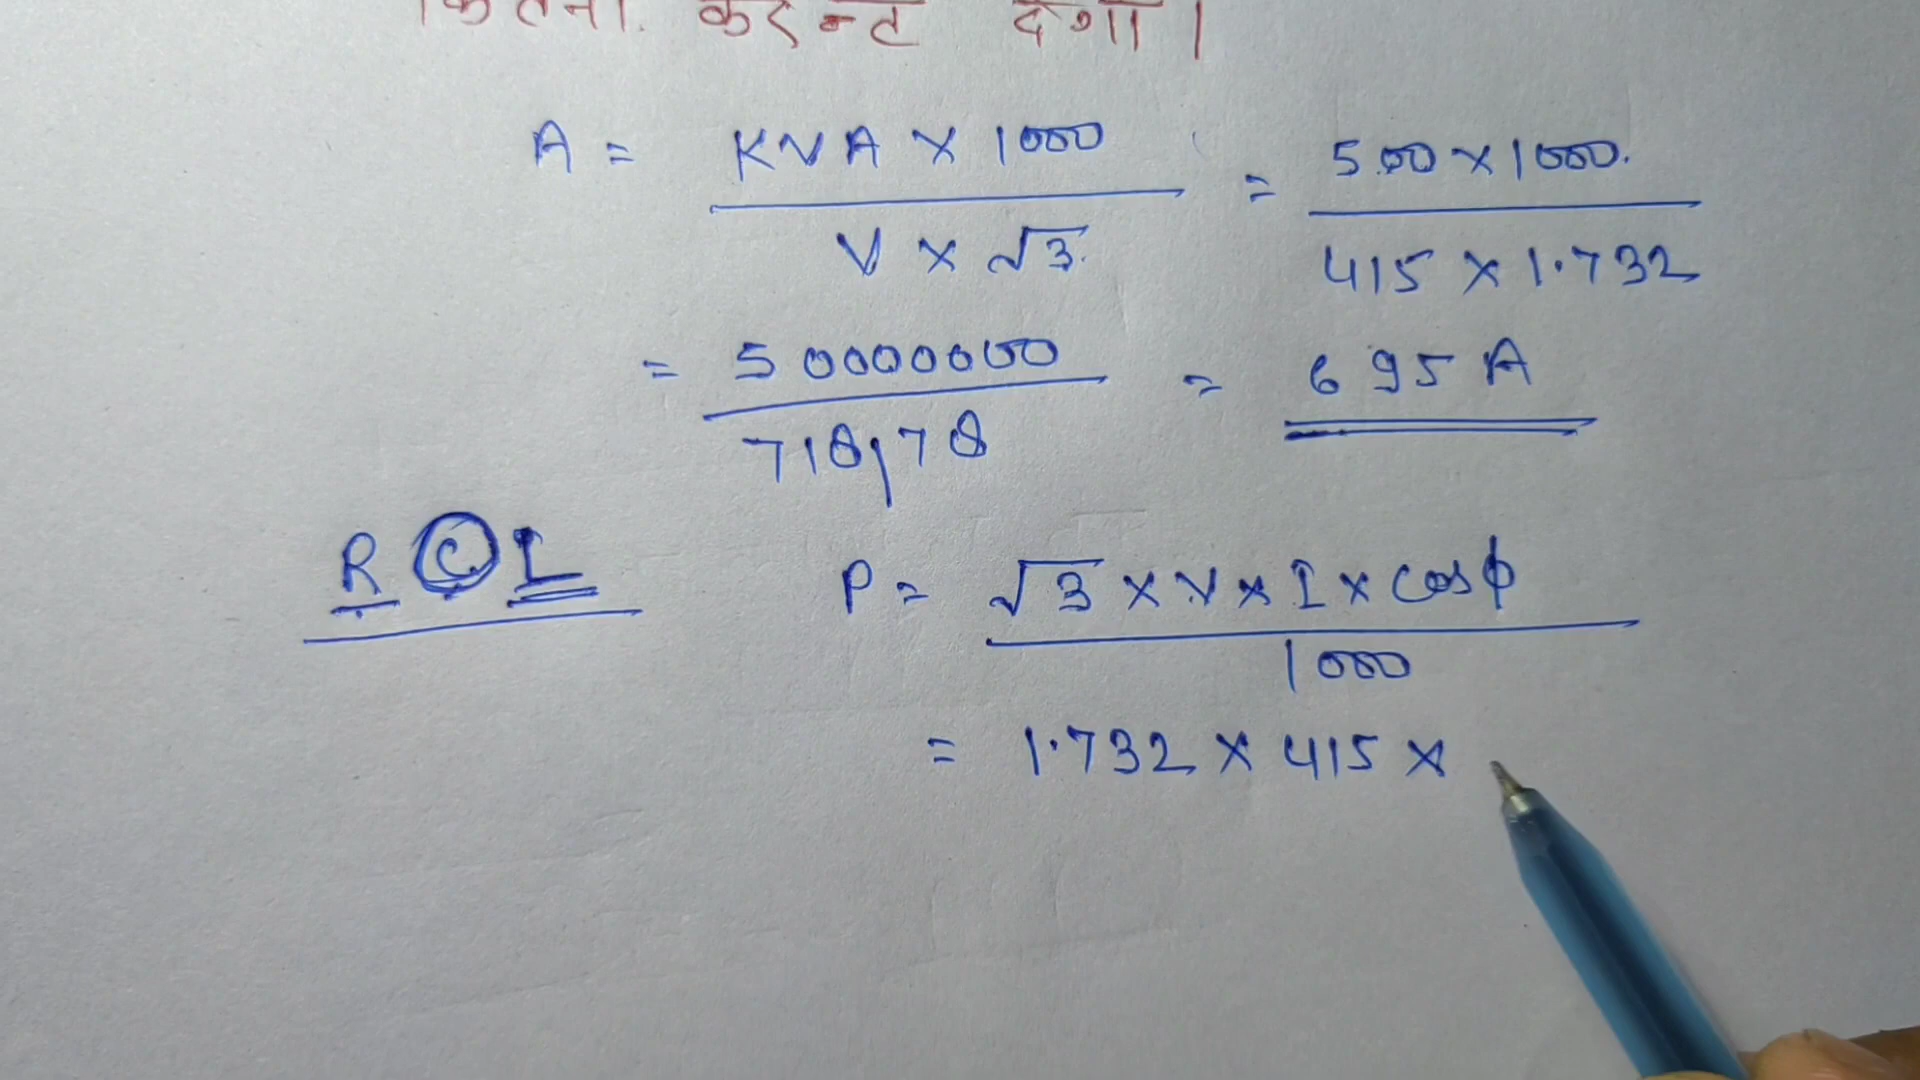 कितना करन्ट देगा।
A = KVA × 1000 / V × √3 = 500 × 1000 / 415 × 1.732
= 50000000 / 718,78 = 695 A
R C L
P = √3 × V × I × cosϕ / 1000
= 1.732 × 415 ×